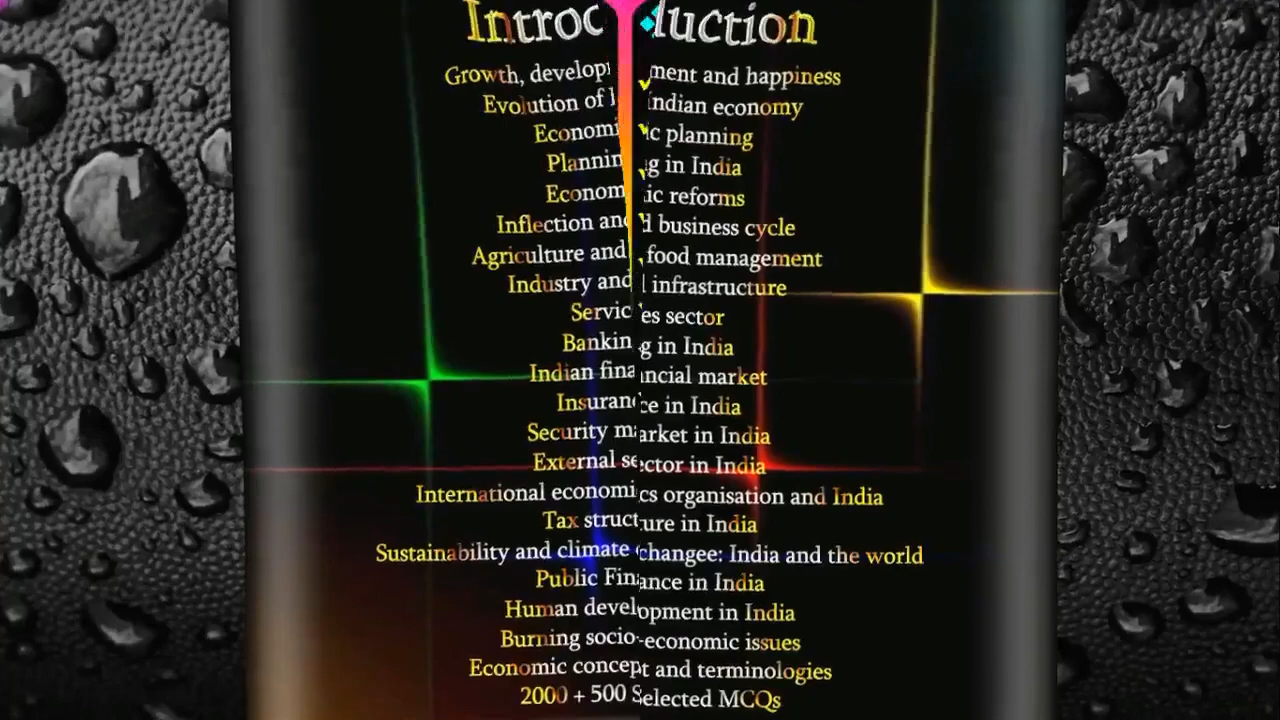 Introduction
Growth, development and happiness
Evolution of Indian economy
Economic planning
Planning in India
Economic reforms
Inflection and business cycle
Agriculture and food management
Industry and infrastructure
Services sector
Banking in India
Indian financial market
Insurance in India
Security market in India
External sector in India
International economics organisation and India
Tax structure in India
Sustainability and climate changee: India and the world
Public Finance in India
Human development in India
Burning socio-economic issues
Economic concept and terminologies
2000 + 500 Selected MCQs